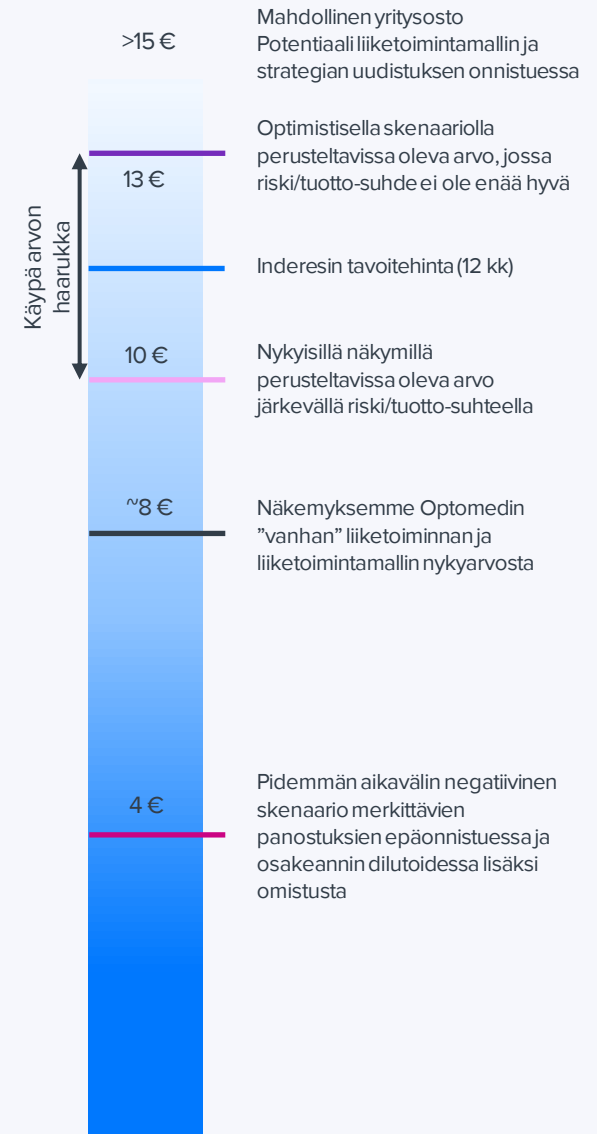 >15 €
Mahdollinen yritysosto
Potentiaali liiketoimintamallin ja
strategian uudistuksen onnistuessa
Optimistisella skenaariolla
perusteltavissa oleva arvo, jossa
riski/tuotto-suhde ei ole enää hyvä
13 €
Käypä arvon
haarukka
Inderesin tavoitehinta (12 kk)
10 €
Nykyisillä näkymillä
perusteltavissa oleva arvo
järkevällä riski/tuotto-suhteella
~8 €
Näkemyksemme Optomedin
”vanhan” liiketoiminnan ja
liiketoimintamallin nykyarvosta
4 €
Pidemmän aikavälin negatiivinen
skenaario merkittävien
panostuksien epäonnistuessa ja
osakeannin dilutoidessa lisäksi
omistusta